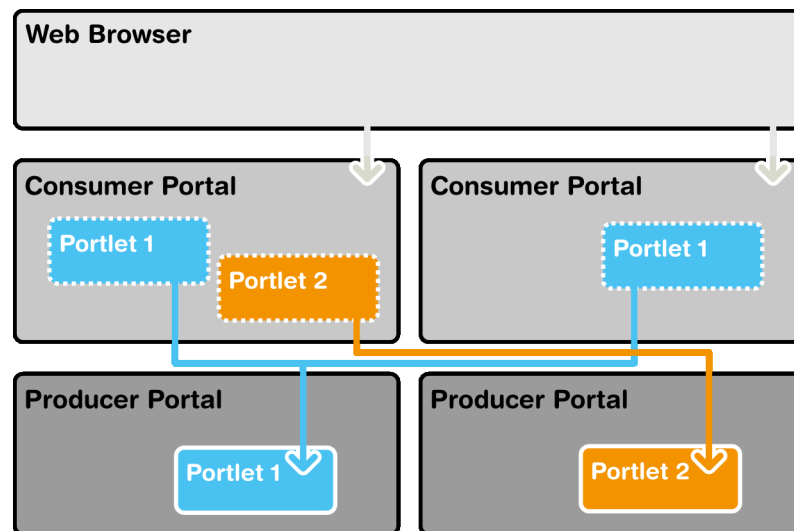 Web Browser
Consumer Portal
Portlet 1
Portlet 2
Consumer Portal
Portlet 1
Producer Portal
Portlet 1
Producer Portal
Portlet 2